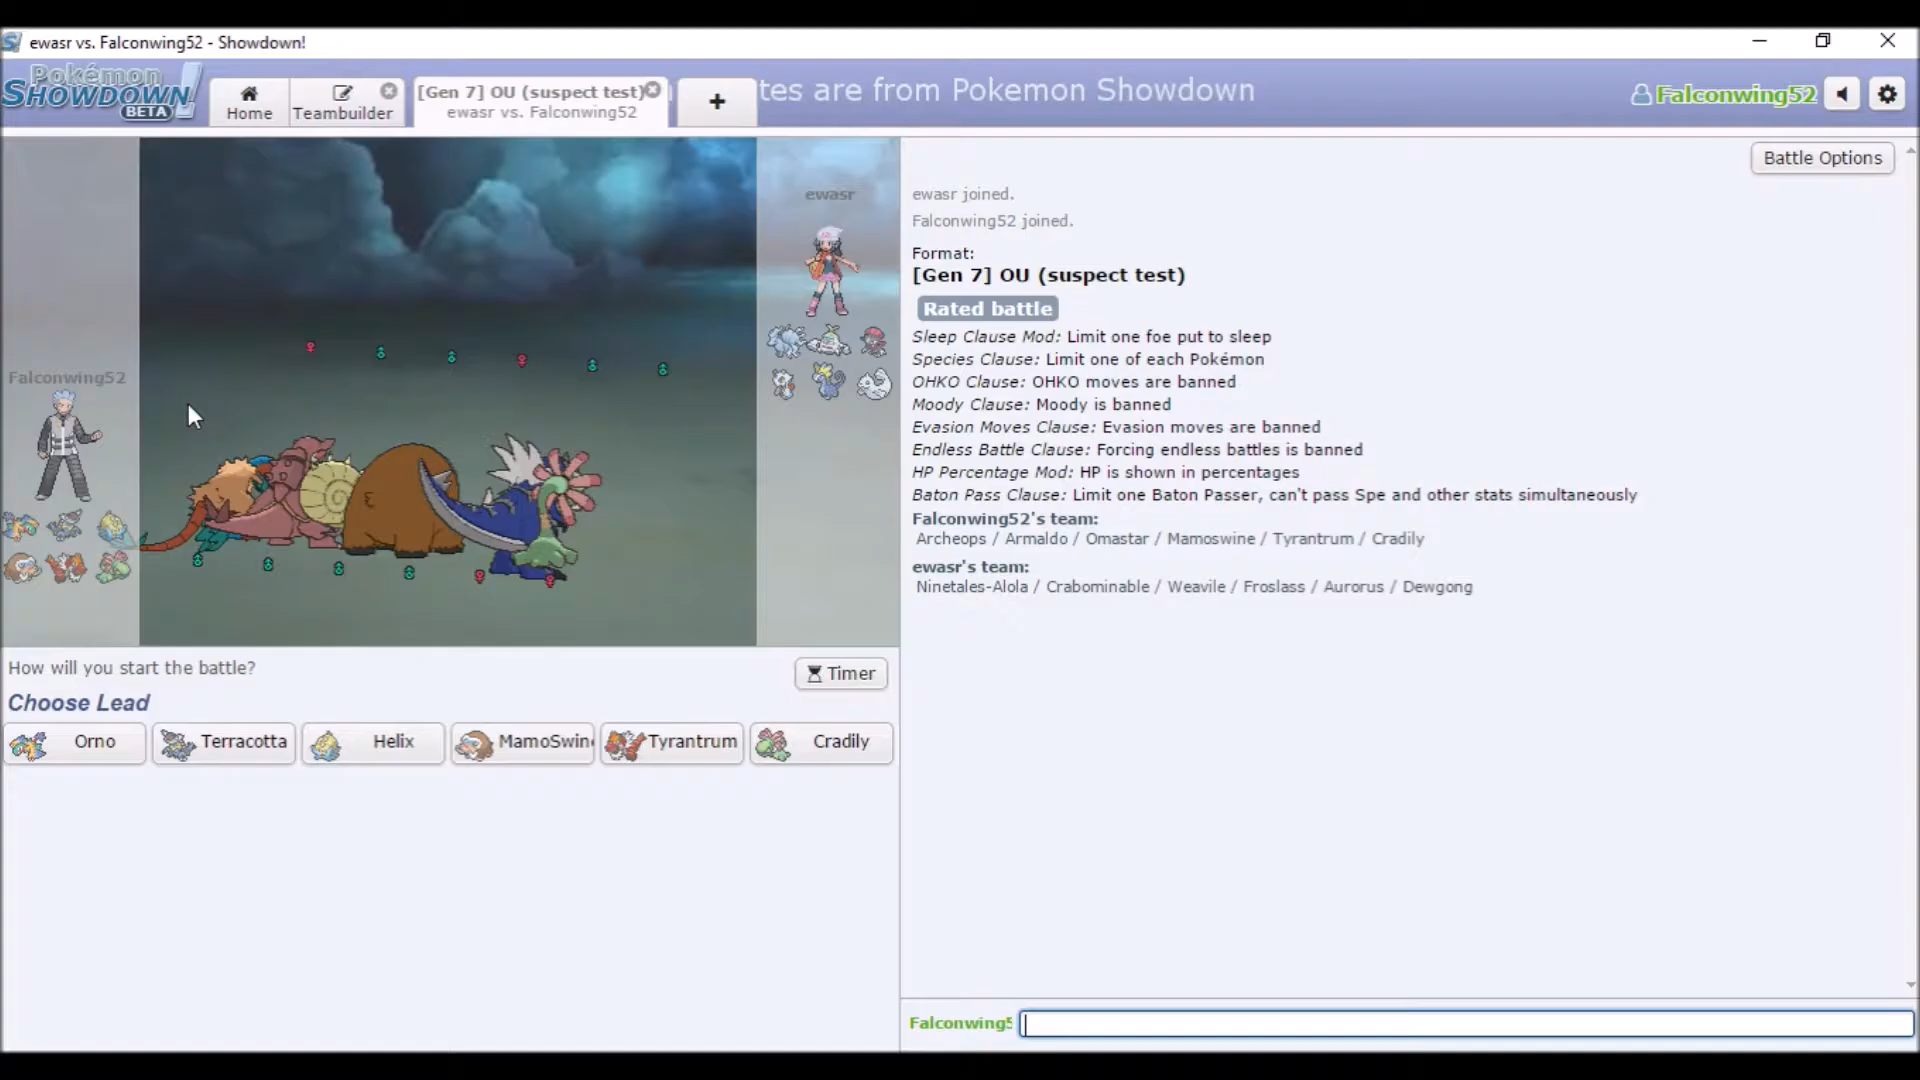 ewasr vs. Falconwing52 - Showdown!
Pokémon
SHOWDOWN!
BETA
Home
Teambuilder
[Gen 7] OU (suspect test)
ewasr vs. Falconwing52
+
tes are from Pokemon Showdown
Falconwing52
Battle Options
ewasr
Falconwing52
ewasr joined.
Falconwing52 joined.
Format:
[Gen 7] OU (suspect test)
Rated battle
Sleep Clause Mod: Limit one foe put to sleep
Species Clause: Limit one of each Pokémon
OHKO Clause: OHKO moves are banned
Moody Clause: Moody is banned
Evasion Moves Clause: Evasion moves are banned
Endless Battle Clause: Forcing endless battles is banned
HP Percentage Mod: HP is shown in percentages
Baton Pass Clause: Limit one Baton Passer, can't pass Spe and other stats simultaneously
Falconwing52's team:
Archeops / Armaldo / Omastar / Mamoswine / Tyrantrum / Cradily
ewasr's team:
Ninetales-Alola / Crabominable / Weavile / Froslass / Aurorus / Dewgong
How will you start the battle?
Timer
Choose Lead
Orno
Terracotta
Helix
MamoSwin
Tyrantrum
Cradily
Falconwing5